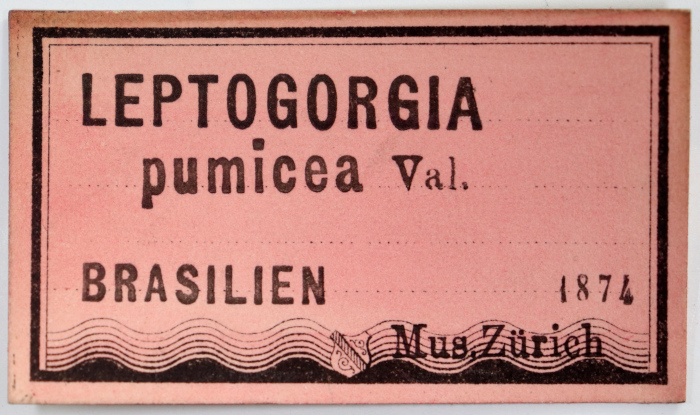 LEPTOGORGIA
pumicea Val.
BRASILIEN 1874
Mus. Zürich